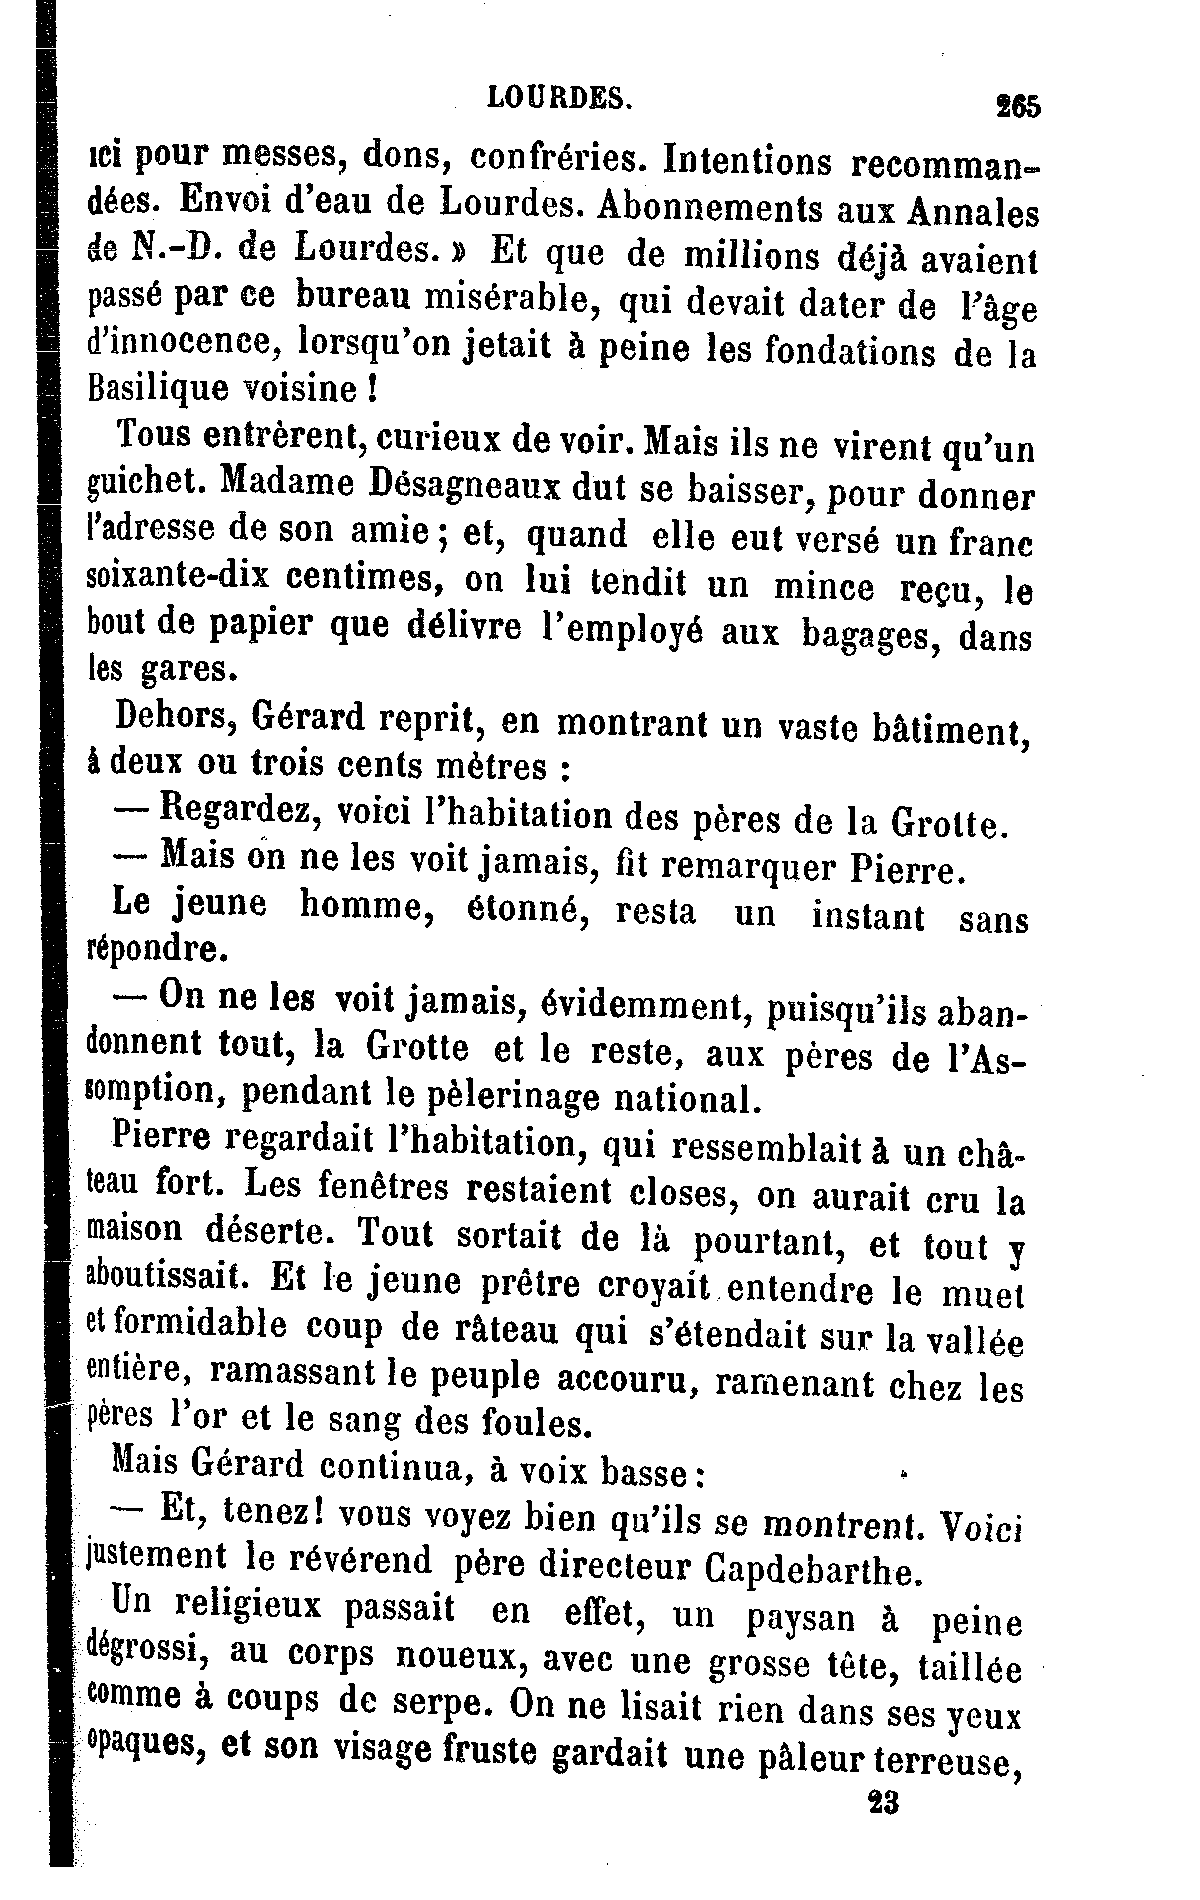 LOURDES. 265
ici pour messes, dons, confréries. Intentions recomman-
dées. Envoi d'eau de Lourdes. Abonnements aux Annales
de N.-D. de Lourdes. » Et que de millions déjà avaient
passé par ce bureau misérable, qui devait dater de l'âge
d'innocence, lorsqu'on jetait à peine les fondations de la
Basilique voisine !
Tous entrèrent, curieux de voir. Mais ils ne virent qu'un
guichet. Madame Désagneaux dut se baisser, pour donner
l'adresse de son amie ; et, quand elle eut versé un franc
soixante-dix centimes, on lui tendit un mince reçu, le
bout de papier que délivre l'employé aux bagages, dans
les gares.
Dehors, Gérard reprit, en montrant un vaste bâtiment,
à deux ou trois cents mètres :
— Regardez, voici l'habitation des pères de la Grotte.
— Mais on ne les voit jamais, fit remarquer Pierre.
Le jeune homme, étonné, resta un instant sans
répondre.
— On ne les voit jamais, évidemment, puisqu'ils aban-
donnent tout, la Grotte et le reste, aux pères de l'As-
somption, pendant le pèlerinage national.
Pierre regardait l'habitation, qui ressemblait à un châ-
teau fort. Les fenêtres restaient closes, on aurait cru la
maison déserte. Tout sortait de là pourtant, et tout y
aboutissait. Et le jeune prêtre croyait entendre le muet
et formidable coup de râteau qui s'étendait sur la vallée
entière, ramassant le peuple accouru, ramenant chez les
pères l'or et le sang des foules.
Mais Gérard continua, à voix basse :
— Et, tenez! vous voyez bien qu'ils se montrent. Voici
justement le révérend père directeur Capdebarthe.
Un religieux passait en effet, un paysan à peine
dégrossi, au corps noueux, avec une grosse tête, taillée
comme à coups de serpe. On ne lisait rien dans ses yeux
opaques, et son visage fruste gardait une pâleur terreuse,
23